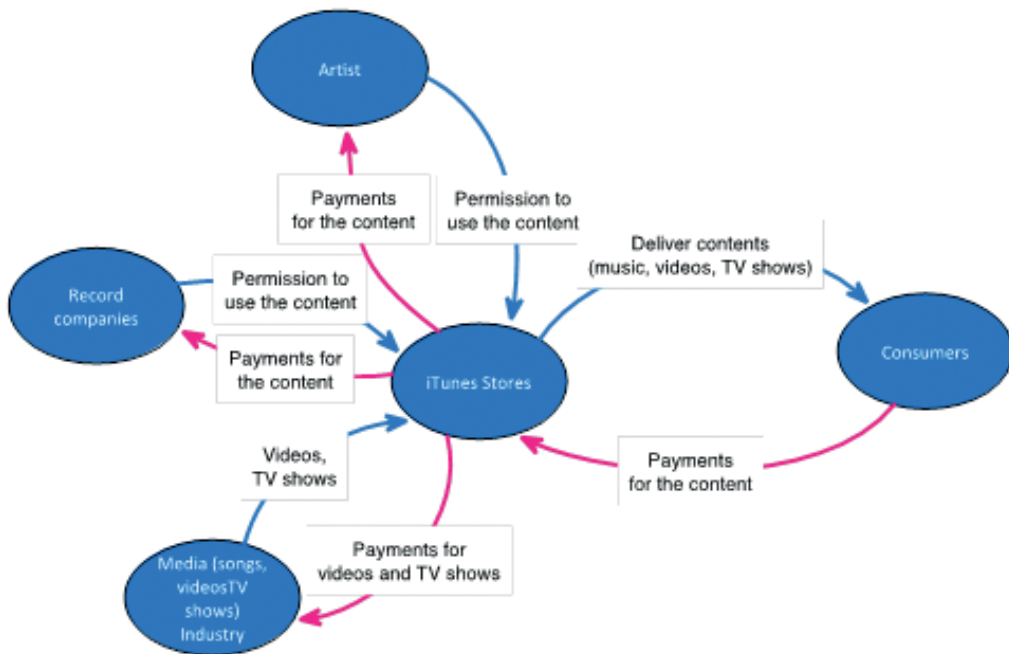 Artist
Payments
for the content
Permission to
use the content
Deliver contents
(music, videos, TV shows)
Record
companies
Permission to
use the content
Payments for
the content
iTunes Stores
Consumers
Videos,
TV shows
Payments
for the content
Payments for
videos and TV shows
Media (songs,
videosTV
shows)
Industry